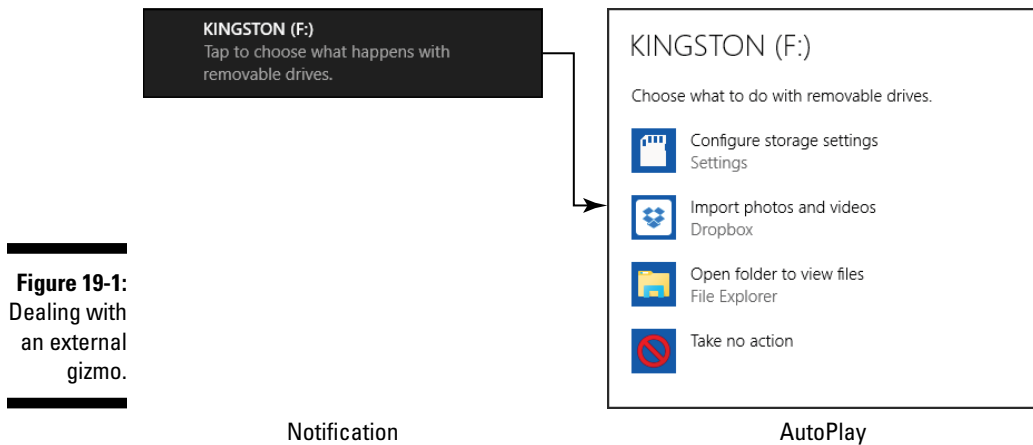 KINGSTON (F:)
Tap to choose what happens with
removable drives.
KINGSTON (F:)
Choose what to do with removable drives.
Configure storage settings
Settings
Import photos and videos
Dropbox
Open folder to view files
File Explorer
Take no action
Figure 19-1:
Dealing with
an external
gizmo.
Notification
AutoPlay